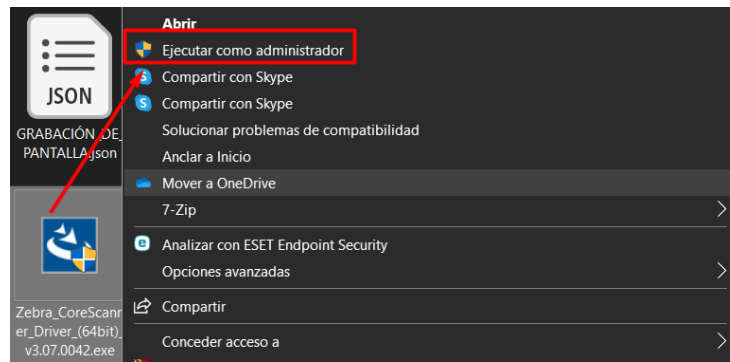 JSON
GRABACIÓN_DE_
PANTALLA.json
Zebra_CoreScann
er_Driver_(64bit)_
v3.07.0042.exe
Abrir
Ejecutar como administrador
Compartir con Skype
Compartir con Skype
Solucionar problemas de compatibilidad
Anclar a Inicio
Mover a OneDrive
7-Zip
Analizar con ESET Endpoint Security
Opciones avanzadas
Compartir
Conceder acceso a